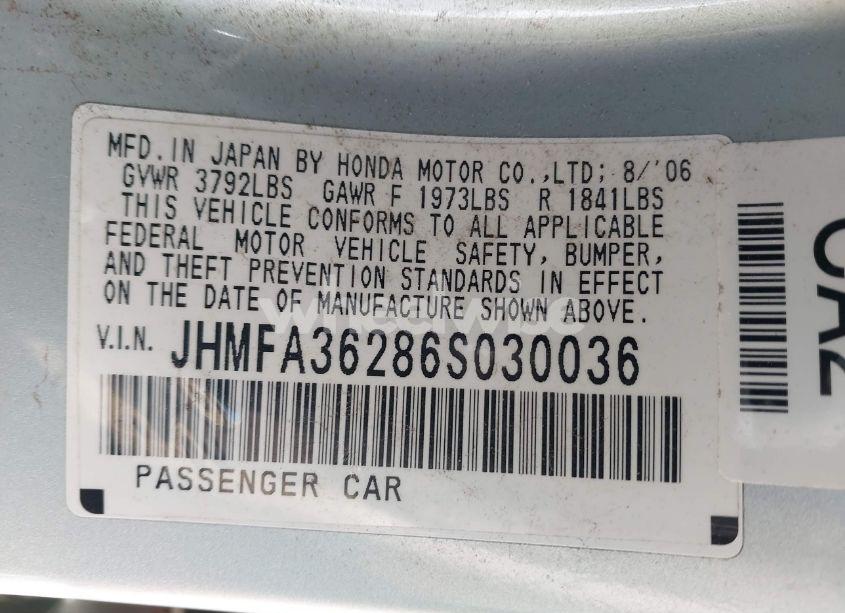 MFD. IN JAPAN BY HONDA MOTOR CO.,LTD; 8/'06
GVWR 3792LBS GAWR F 1973LBS R 1841LBS
THIS VEHICLE CONFORMS TO ALL APPLICABLE
FEDERAL MOTOR VEHICLE SAFETY, BUMPER,
AND THEFT PREVENTION STANDARDS IN EFFECT
ON THE DATE OF MANUFACTURE SHOWN ABOVE.
V.I.N. JHMFA36286S030036
PASSENGER CAR